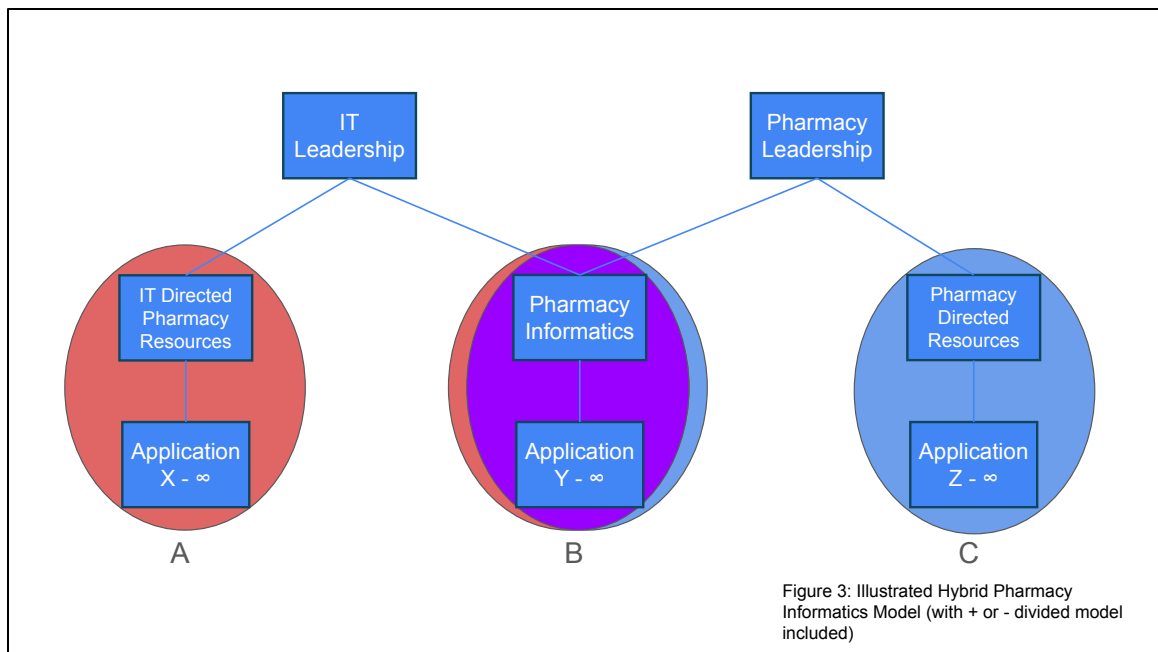 IT
Leadership
Pharmacy
Leadership
IT Directed
Pharmacy
Resources
Pharmacy
Informatics
Pharmacy
Directed
Resources
Application
X - ∞
Application
Y - ∞
Application
Z - ∞
A
B
C
Figure 3: Illustrated Hybrid Pharmacy
Informatics Model (with + or - divided model
included)